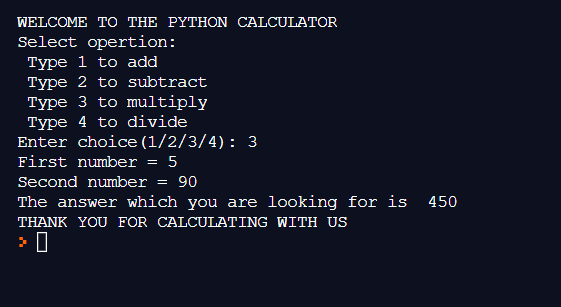 WELCOME TO THE PYTHON CALCULATOR
Select opertion:
 Type 1 to add
 Type 2 to subtract
 Type 3 to multiply
 Type 4 to divide
Enter choice(1/2/3/4): 3
First number = 5
Second number = 90
The answer which you are looking for is  450
THANK YOU FOR CALCULATING WITH US
>